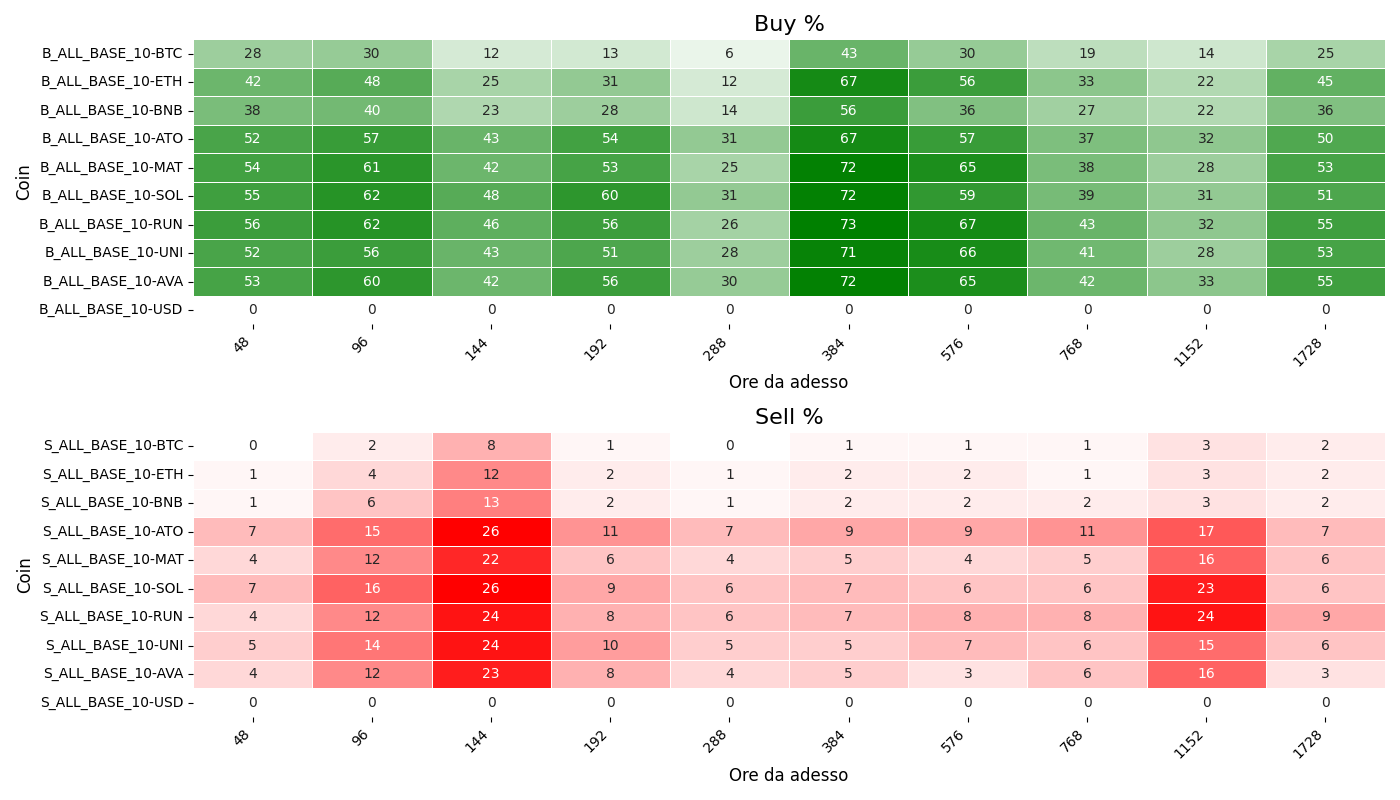 Buy %
Coin
B_ALL_BASE_10-BTC 28 30 12 13 6 43 30 19 14 25
B_ALL_BASE_10-ETH 42 48 25 31 12 67 56 33 22 45
B_ALL_BASE_10-BNB 38 40 23 28 14 56 36 27 22 36
B_ALL_BASE_10-ATO 52 57 43 54 31 67 57 37 32 50
B_ALL_BASE_10-MAT 54 61 42 53 25 72 65 38 28 53
B_ALL_BASE_10-SOL 55 62 48 60 31 72 59 39 31 51
B_ALL_BASE_10-RUN 56 62 46 56 26 73 67 43 32 55
B_ALL_BASE_10-UNI 52 56 43 51 28 71 66 41 28 53
B_ALL_BASE_10-AVA 53 60 42 56 30 72 65 42 33 55
B_ALL_BASE_10-USD 0 0 0 0 0 0 0 0 0 0
48 96 144 192 288 384 576 768 1152 1728
Ore da adesso
Sell %
Coin
S_ALL_BASE_10-BTC 0 2 8 1 0 1 1 1 3 2
S_ALL_BASE_10-ETH 1 4 12 2 1 2 2 1 3 2
S_ALL_BASE_10-BNB 1 6 13 2 1 2 2 2 3 2
S_ALL_BASE_10-ATO 7 15 26 11 7 9 9 11 17 7
S_ALL_BASE_10-MAT 4 12 22 6 4 5 4 5 16 6
S_ALL_BASE_10-SOL 7 16 26 9 6 7 6 6 23 6
S_ALL_BASE_10-RUN 4 12 24 8 6 7 8 8 24 9
S_ALL_BASE_10-UNI 5 14 24 10 5 5 7 6 15 6
S_ALL_BASE_10-AVA 4 12 23 8 4 5 3 6 16 3
S_ALL_BASE_10-USD 0 0 0 0 0 0 0 0 0 0
48 96 144 192 288 384 576 768 1152 1728
Ore da adesso